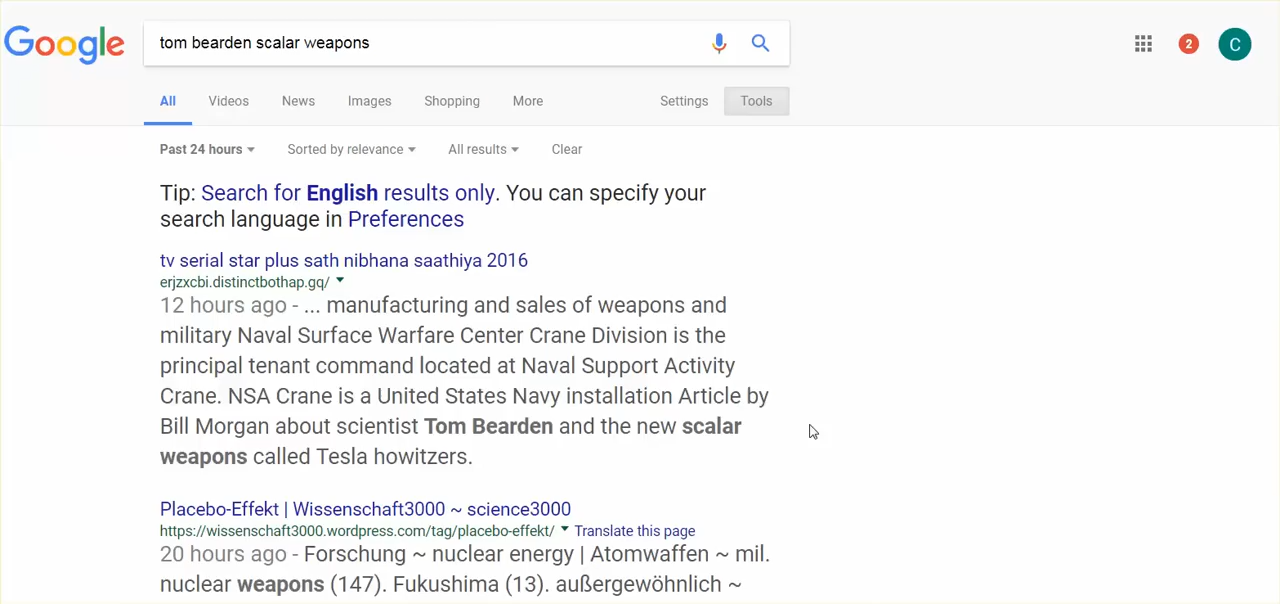 Google
tom bearden scalar weapons
2
C
All Videos News Images Shopping More Settings Tools
Past 24 hours Sorted by relevance All results Clear
Tip: Search for English results only. You can specify your
search language in Preferences
tv serial star plus sath nibhana saathiya 2016
erjzxcbi.distinctbothap.gq/
12 hours ago - ... manufacturing and sales of weapons and
military Naval Surface Warfare Center Crane Division is the
principal tenant command located at Naval Support Activity
Crane. NSA Crane is a United States Navy installation Article by
Bill Morgan about scientist Tom Bearden and the new scalar
weapons called Tesla howitzers.
Placebo-Effekt | Wissenschaft3000 ~ science3000
https://wissenschaft3000.wordpress.com/tag/placebo-effekt/ Translate this page
20 hours ago - Forschung ~ nuclear energy | Atomwaffen ~ mil.
nuclear weapons (147). Fukushima (13). außergewöhnlich ~